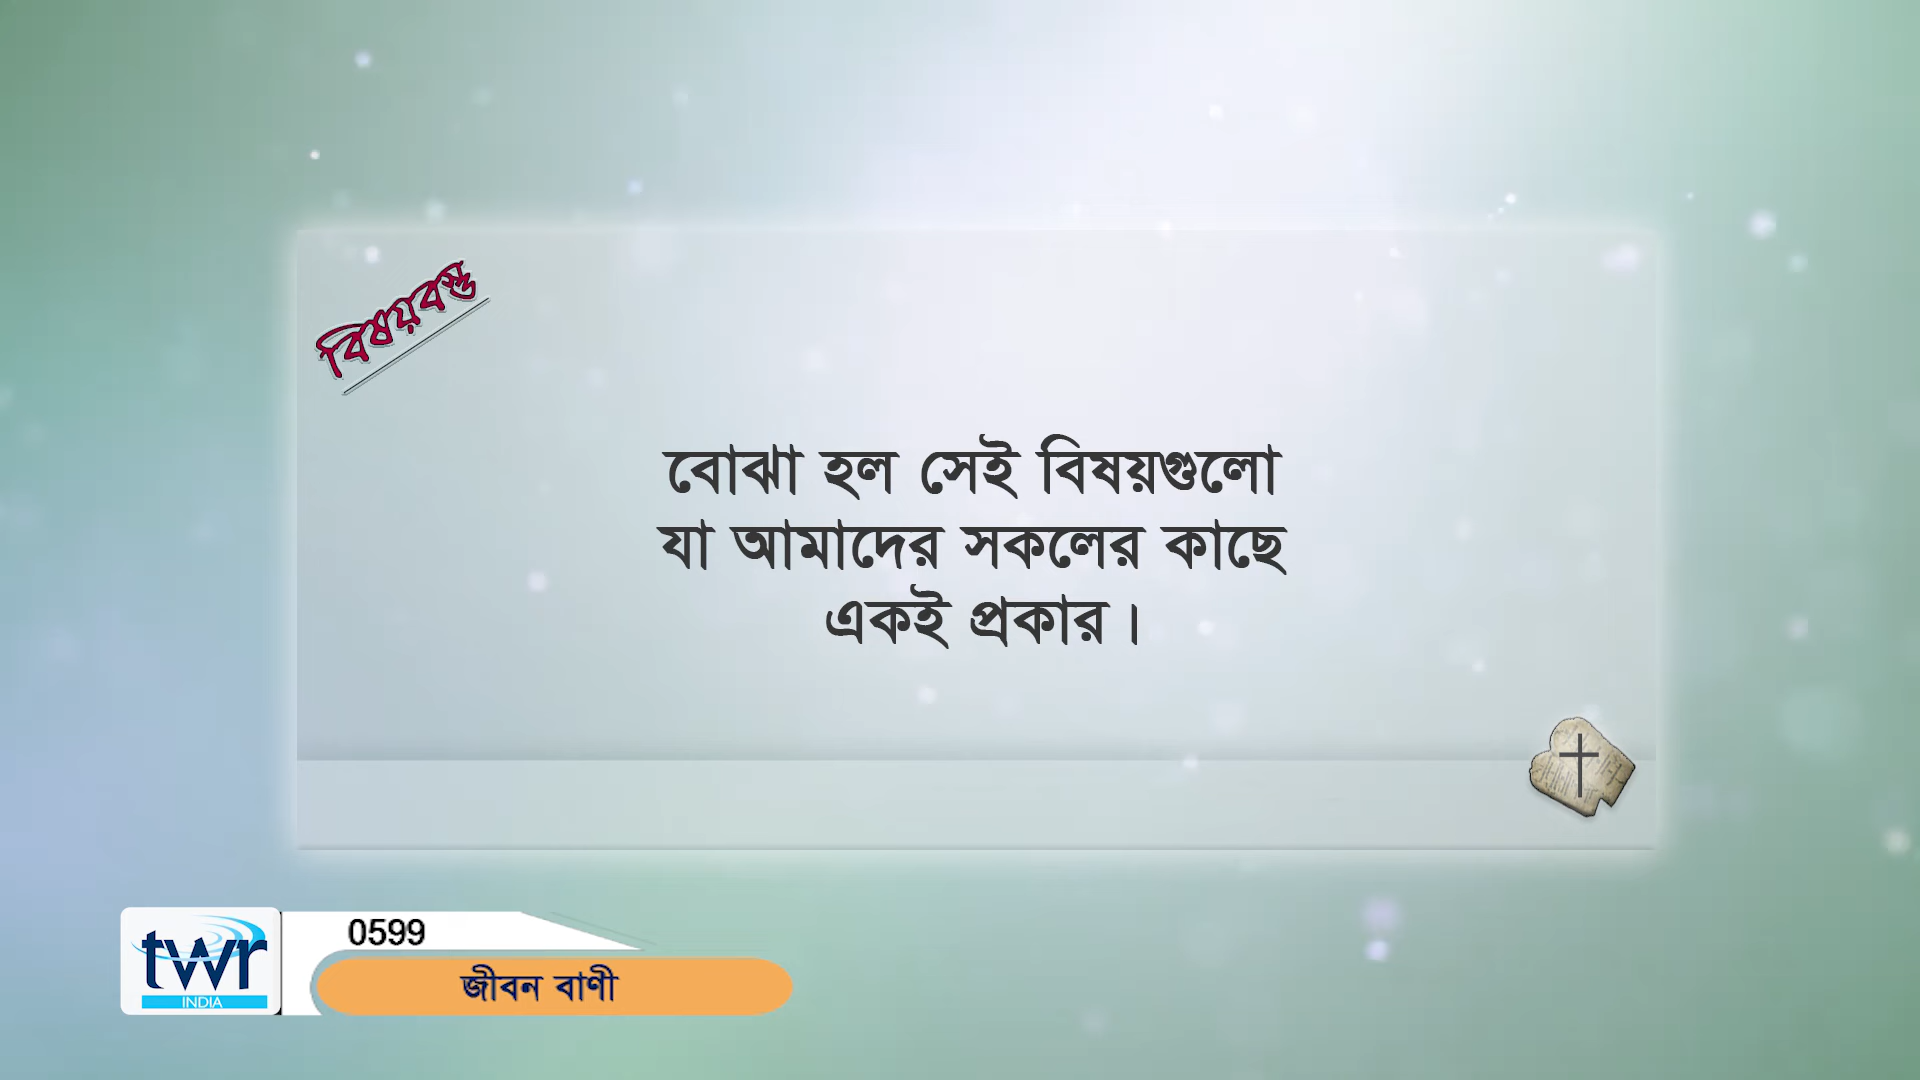 বিষয়বস্তু
বোঝা হল সেই বিষয়গুলো
যা আমাদের সকলের কাছে
একই প্রকার।
twr
INDIA
0599
জীবন বাণী